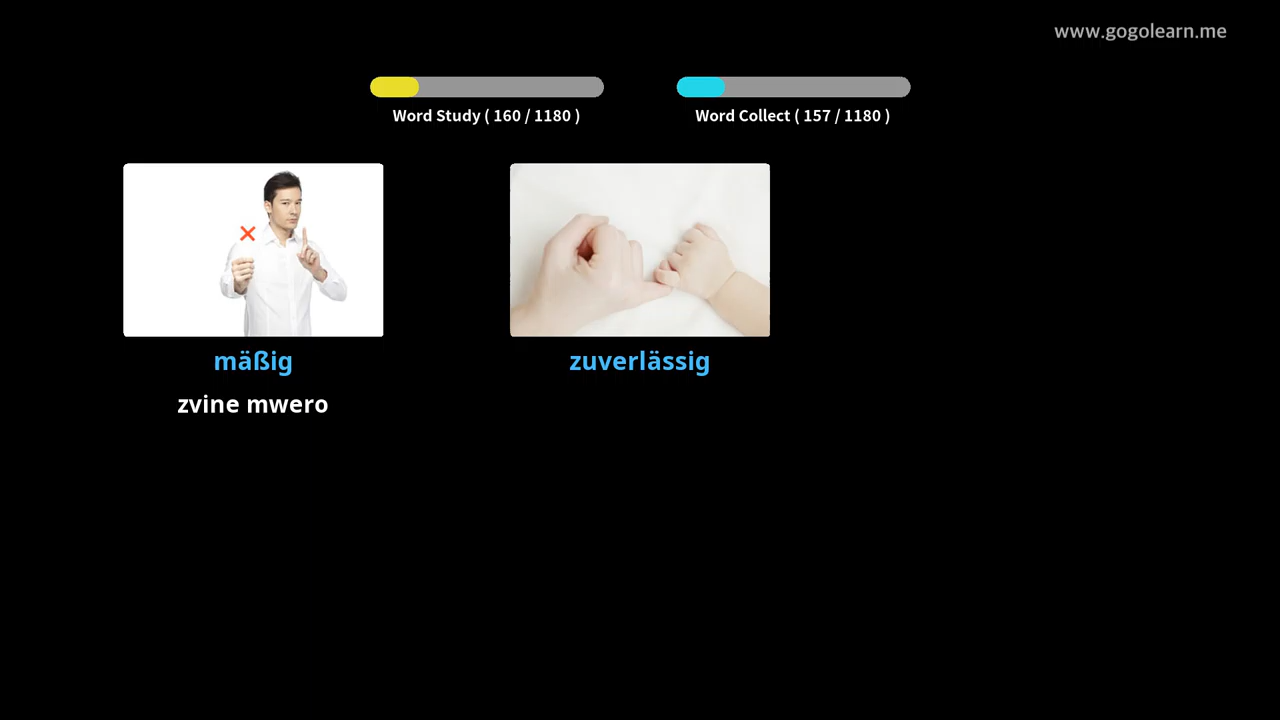 www.gogolearn.me
Word Study ( 160 / 1180 )
Word Collect ( 157 / 1180 )
mäßig
zuverlässig
zvine mwero